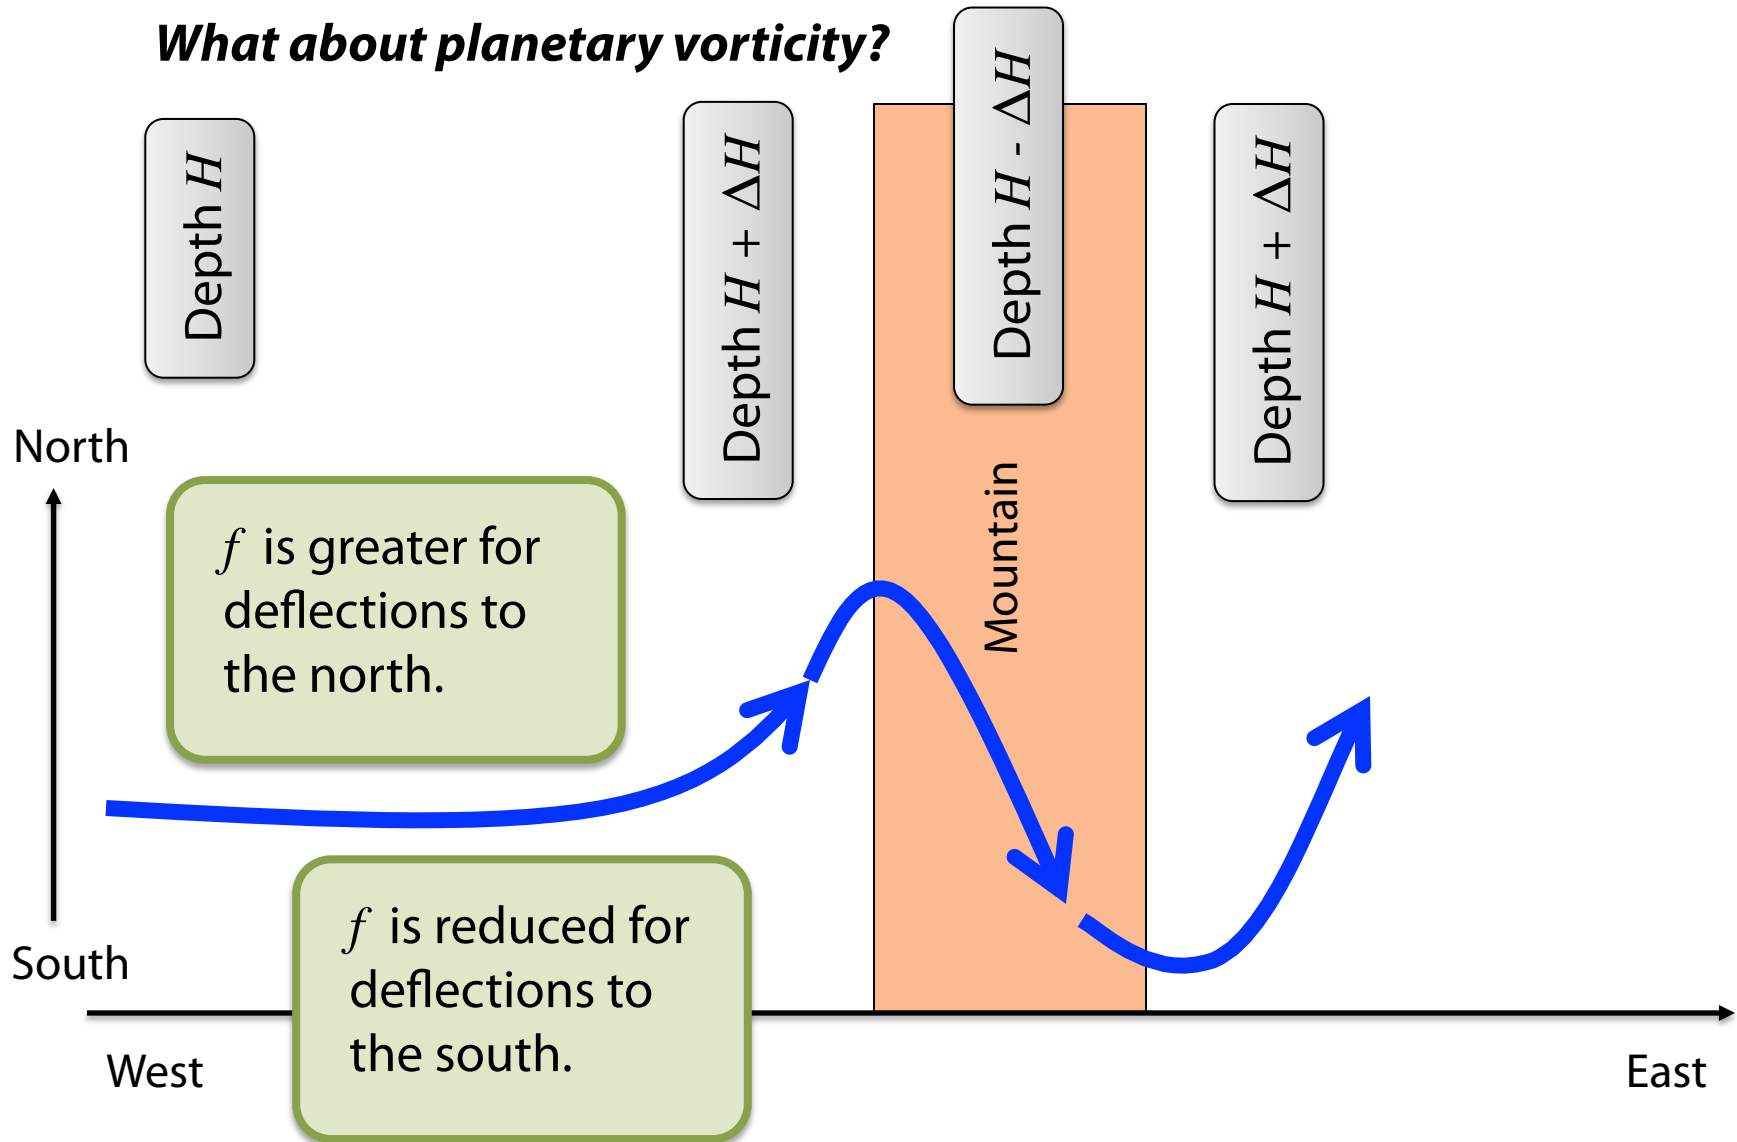 What about planetary vorticity?
Depth H
Depth H + ΔH
Depth H - ΔH
Depth H + ΔH
North
f is greater for
deflections to
the north.
Mountain
f is reduced for
deflections to
the south.
South
West
East